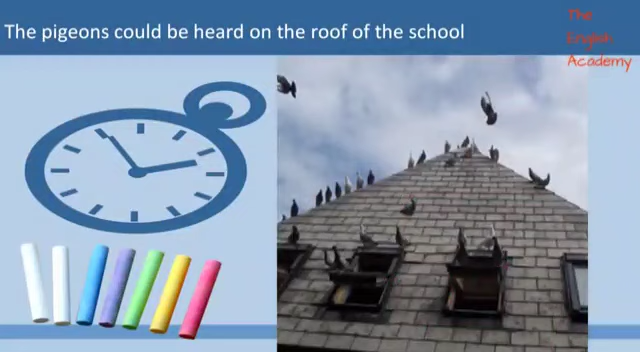 The pigeons could be heard on the roof of the school
The
English
Academy